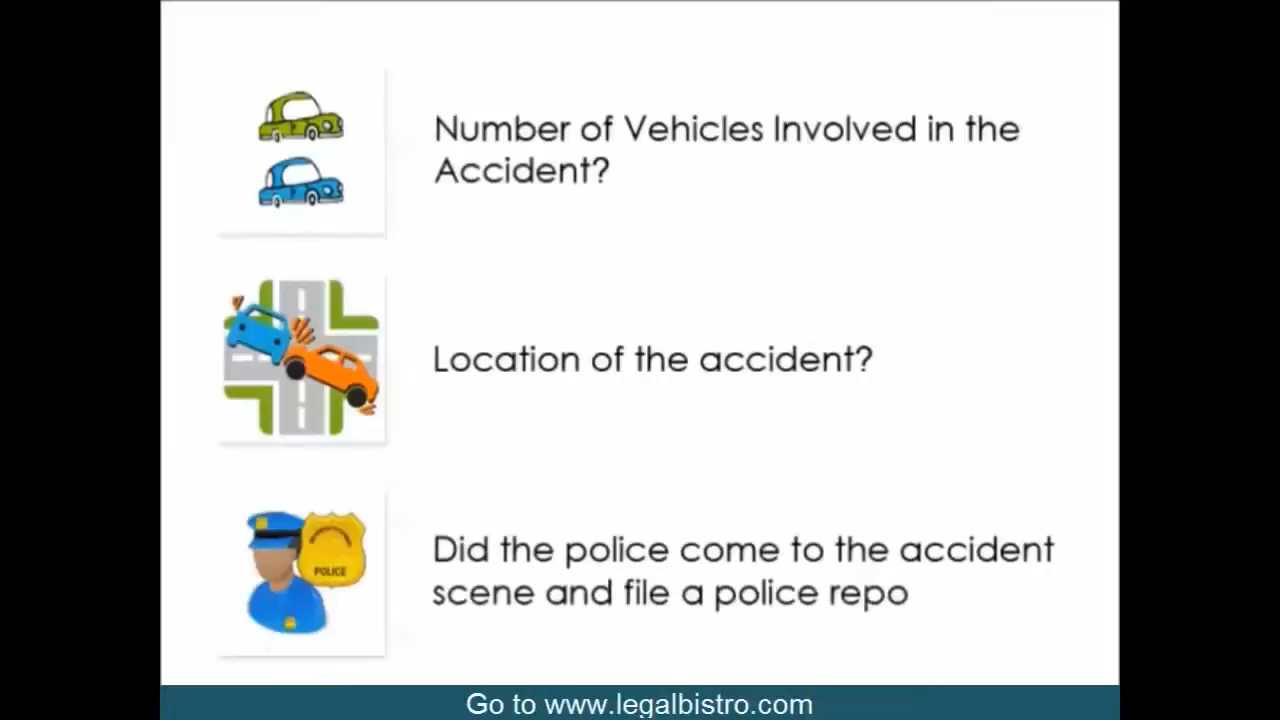 Number of Vehicles Involved in the
Accident?
Location of the accident?
POLICE
Did the police come to the accident
scene and file a police repo
Go to www.legalbistro.com